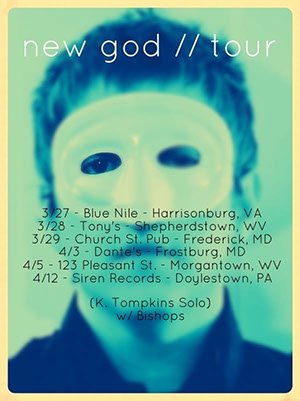 new god // tour
3/27 - Blue Nile - Harrisonburg, VA
3/28 - Tony's - Shepherdstown, WV
3/29 - Church St. Pub - Frederick, MD
4/3 - Dante's - Frostburg, MD
4/5 - 123 Pleasant St. - Morgantown, WV
4/12 - Siren Records - Doylestown, PA
(K. Tompkins Solo)
w/ Bishops